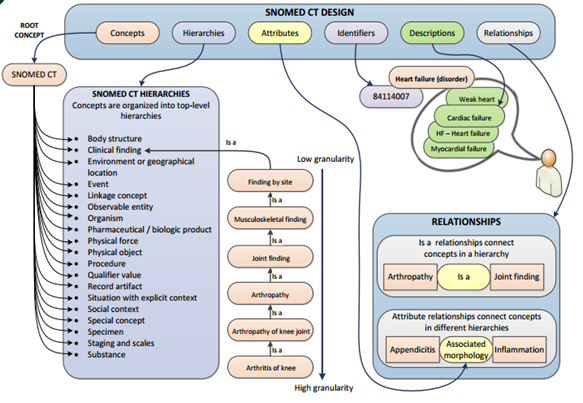 SNOMED CT DESIGN
ROOT
CONCEPT
Concepts
Hierarchies
Attributes
Identifiers
Descriptions
Relationships
SNOMED CT
SNOMED CT HIERARCHIES
Concepts are organized into top-level
hierarchies
Body structure
Clinical finding
Environment or geographical
location
Event
Linkage concept
Observable entity
Organism
Pharmaceutical / biologic product
Physical force
Physical object
Procedure
Qualifier value
Record artifact
Situation with explicit context
Social context
Special concept
Specimen
Staging and scales
Substance
Is a
Low granularity
Finding by site
Is a
Musculoskeletal finding
Is a
Joint finding
Is a
Arthropathy
Is a
Arthropathy of knee joint
Is a
Arthritis of knee
High granularity
Heart failure (disorder)
84114007
Weak heart
Cardiac failure
HF – Heart failure
Myocardial failure
RELATIONSHIPS
Is a relationships connect
concepts in a hierarchy
Arthropathy
Is a
Joint finding
Attribute relationships connect concepts
in different hierarchies
Appendicitis
Associated
morphology
Inflammation